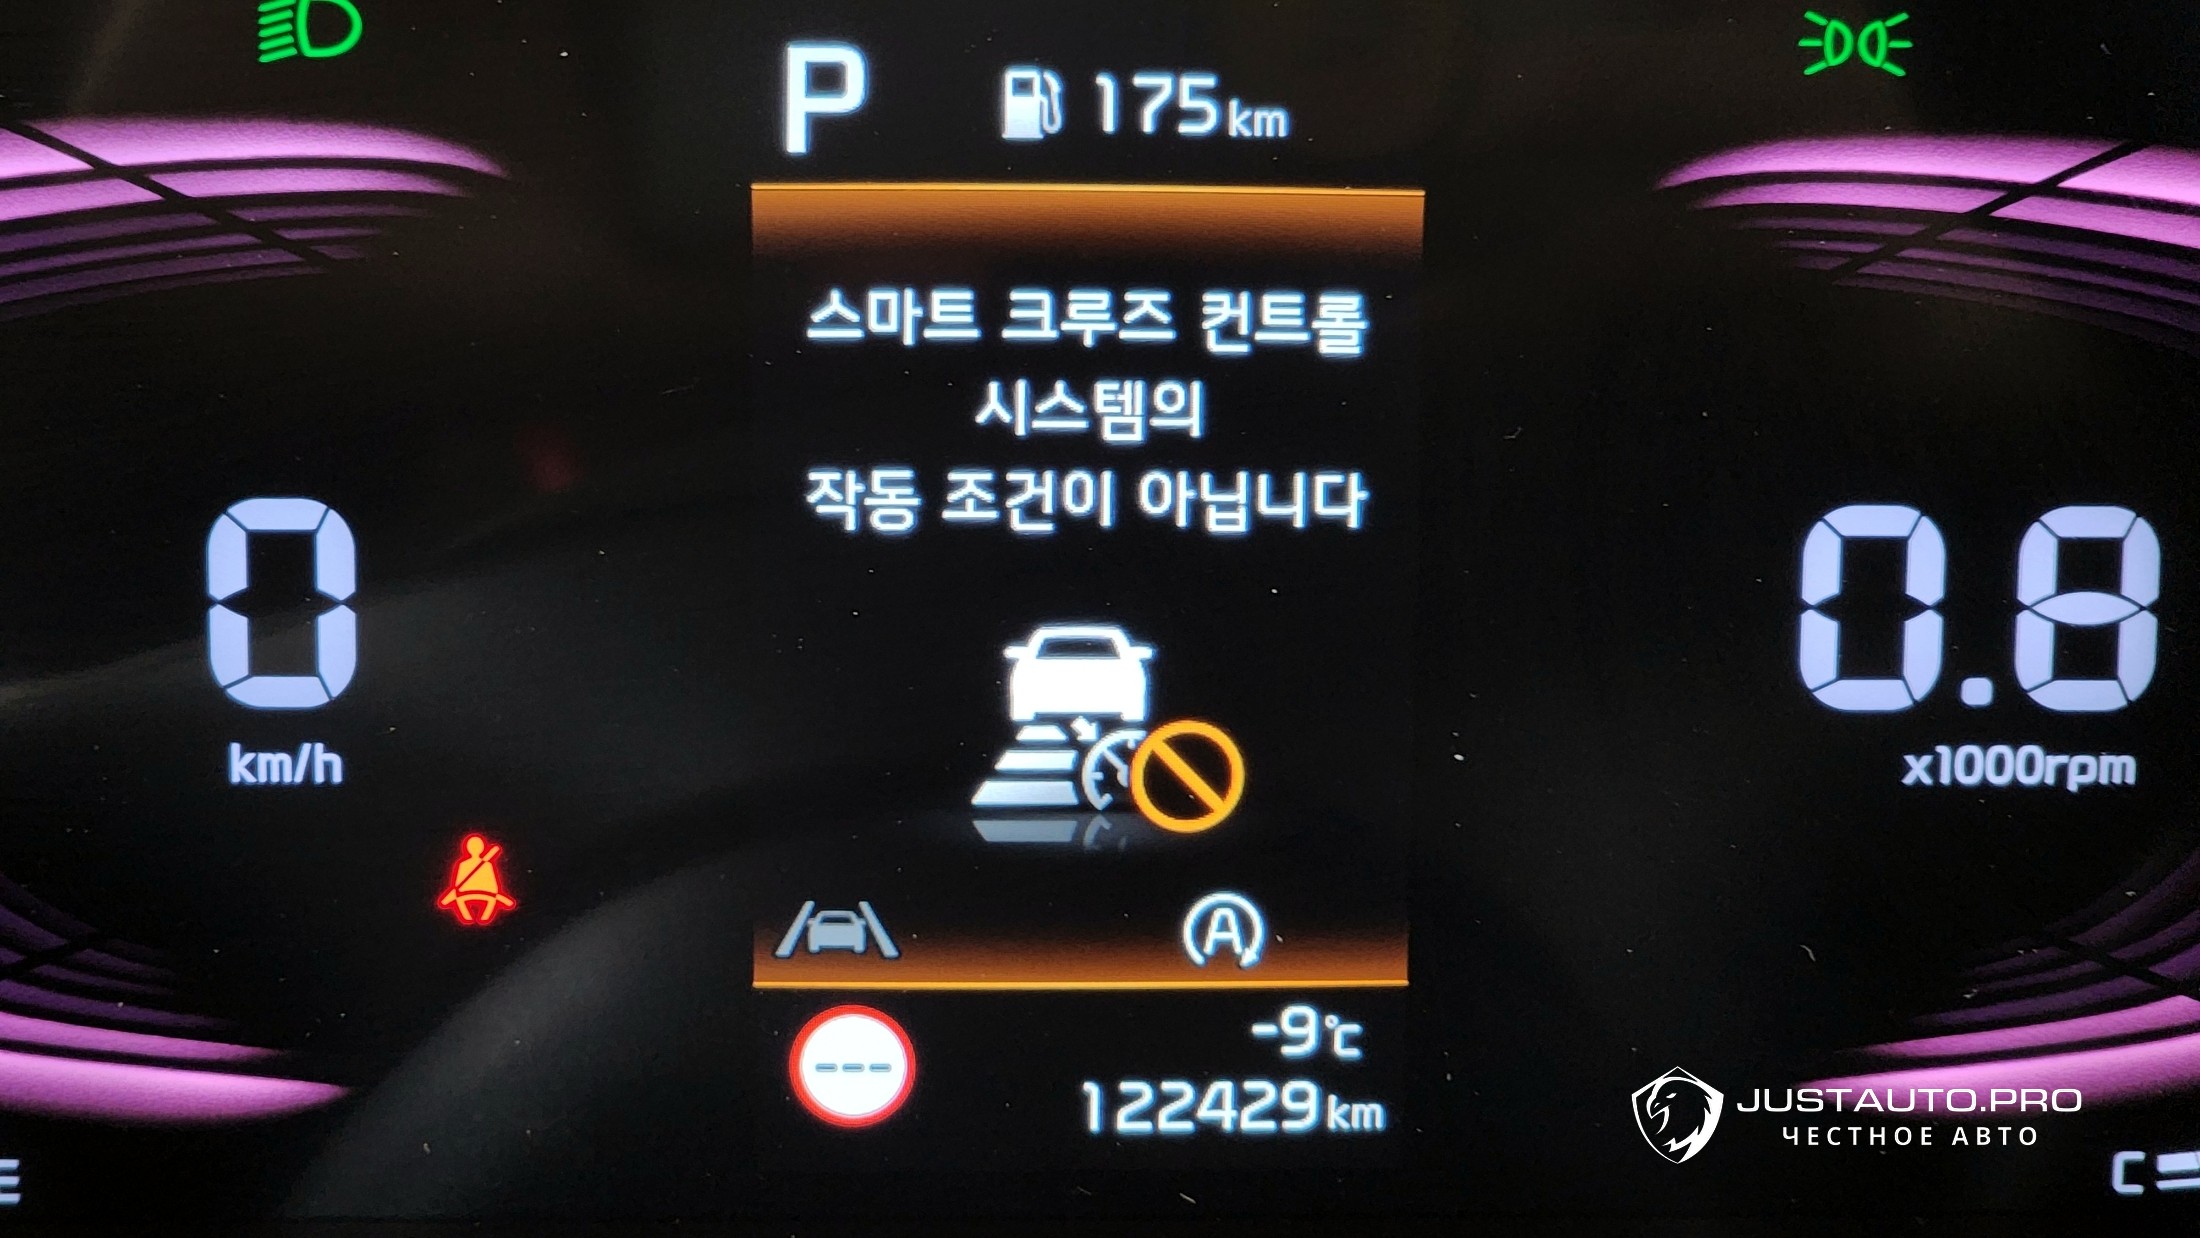 P 175km
스마트 크루즈 컨트롤
시스템의
작동 조건이 아닙니다
0 0.8
km/h x1000rpm
A
---
-9℃
122429km
JUSTAUTO.PRO
ЧЕСТНОЕ АВТО
C